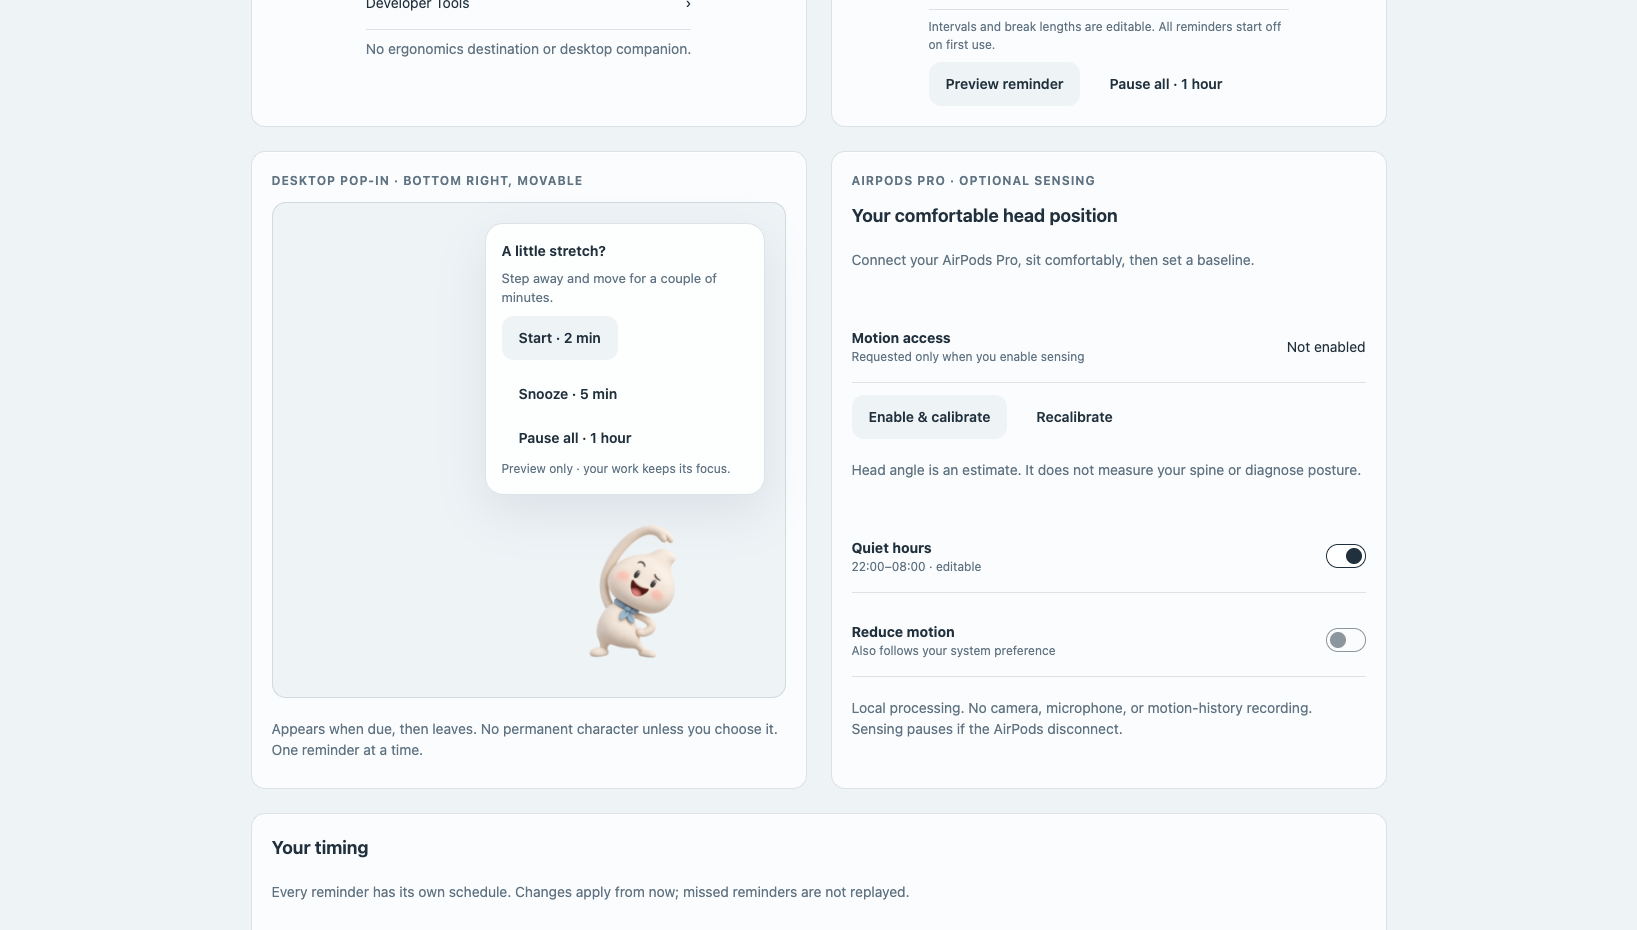 Developer Tools ›
No ergonomics destination or desktop companion.
Intervals and break lengths are editable. All reminders start off
on first use.
Preview reminder
Pause all · 1 hour
DESKTOP POP-IN · BOTTOM RIGHT, MOVABLE
A little stretch?
Step away and move for a couple of
minutes.
Start · 2 min
Snooze · 5 min
Pause all · 1 hour
Preview only · your work keeps its focus.
Appears when due, then leaves. No permanent character unless you choose it.
One reminder at a time.
AIRPODS PRO · OPTIONAL SENSING
Your comfortable head position
Connect your AirPods Pro, sit comfortably, then set a baseline.
Motion access
Requested only when you enable sensing
Not enabled
Enable & calibrate
Recalibrate
Head angle is an estimate. It does not measure your spine or diagnose posture.
Quiet hours
22:00–08:00 · editable
Reduce motion
Also follows your system preference
Local processing. No camera, microphone, or motion-history recording.
Sensing pauses if the AirPods disconnect.
Your timing
Every reminder has its own schedule. Changes apply from now; missed reminders are not replayed.